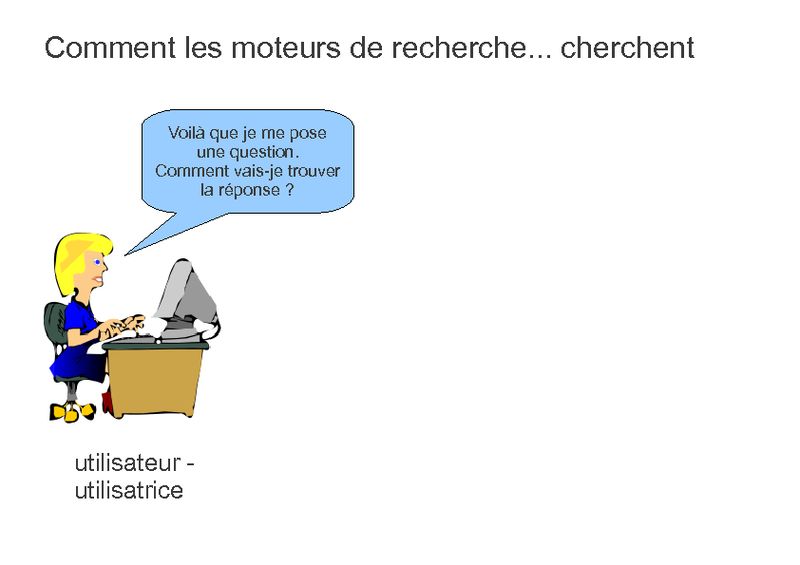 Comment les moteurs de recherche... cherchent
Voilà que je me pose
une question.
Comment vais-je trouver
la réponse ?
utilisateur -
utilisatrice